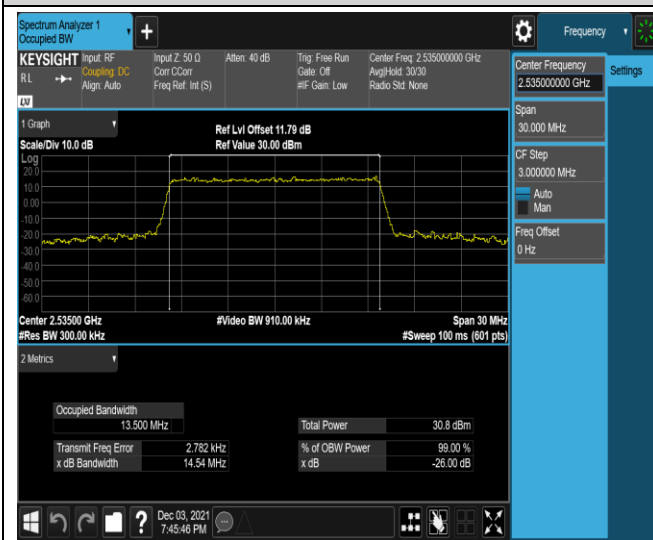 Spectrum Analyzer 1
Occupied BW
+
Frequency
KEYSIGHT
RL
LXI
Input: RF
Coupling: DC
Align: Auto
Input Z: 50 Ω
Corr CCorr
Freq Ref: Int (S)
Atten: 40 dB
Trig: Free Run
Gate: Off
#IF Gain: Low
Center Freq: 2.535000000 GHz
Avg|Hold: 30/30
Radio Std: None
Center Frequency
2.535000000 GHz
Settings
Span
30.000 MHz
CF Step
3.000000 MHz
Auto
Man
Freq Offset
0 Hz
1 Graph
Scale/Div 10.0 dB
Ref Lvl Offset 11.79 dB
Ref Value 30.00 dBm
Log
20.0
10.0
0.00
-10.0
-20.0
-30.0
-50.0
-60.0
Center 2.53500 GHz
#Video BW 910.00 kHz
Span 30 MHz
#Res BW 300.00 kHz
#Sweep 100 ms (601 pts)
2 Metrics
Occupied Bandwidth
13.500 MHz
Total Power 30.8 dBm
Transmit Freq Error 2.782 kHz
% of OBW Power 99.00 %
x dB Bandwidth 14.54 MHz
x dB -26.00 dB
?
Dec 03, 2021
7:45:46 PM